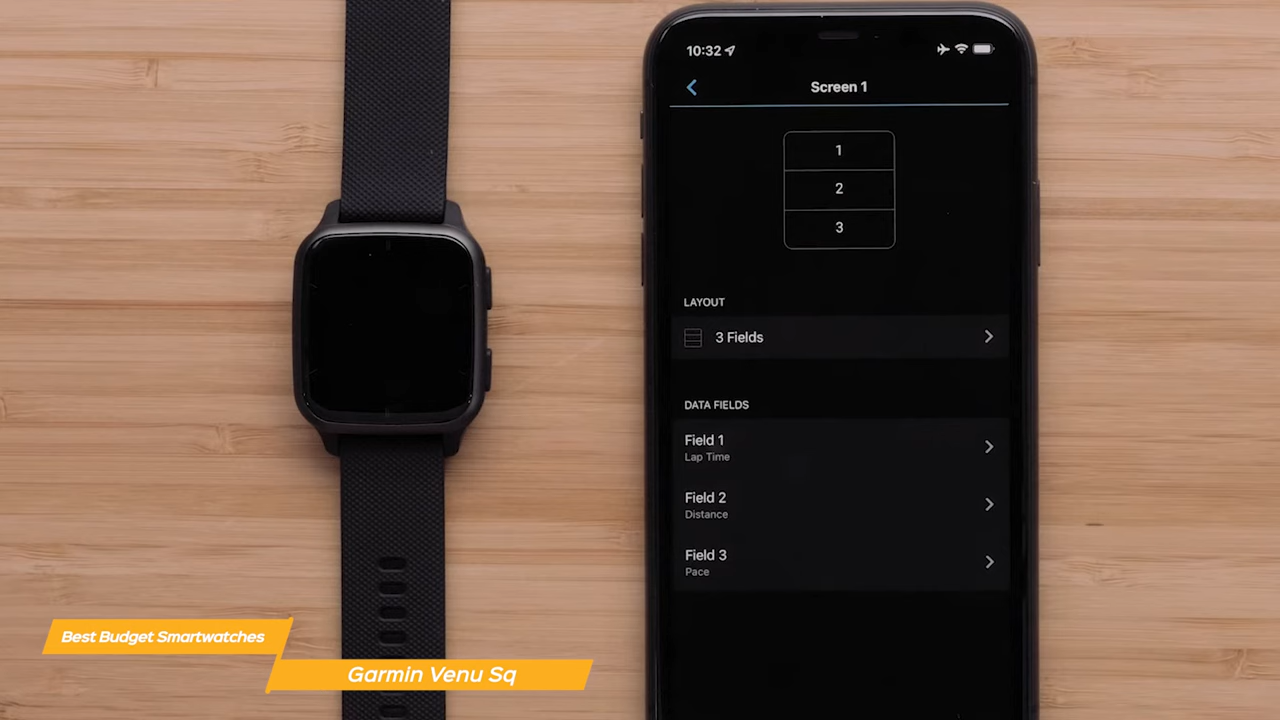 10:32
Screen 1
1
2
3
LAYOUT
3 Fields
DATA FIELDS
Field 1
Lap Time
Field 2
Distance
Field 3
Pace
Best Budget Smartwatches
Garmin Venu Sq